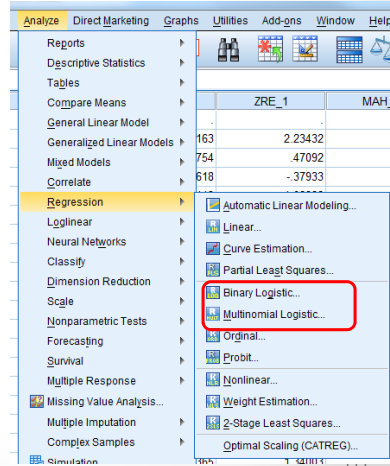 Analyze Direct Marketing Graphs Utilities Add-ons Window Help
Reports
Descriptive Statistics
Tables
Compare Means
General Linear Model
Generalized Linear Models
Mixed Models
Correlate
Regression
Loglinear
Neural Networks
Classify
Dimension Reduction
Scale
Nonparametric Tests
Forecasting
Survival
Multiple Response
Missing Value Analysis...
Multiple Imputation
Complex Samples
Simulation
ZRE_1 MAH_
163 2.23432
754 .47092
618 -.37933
Automatic Linear Modeling...
Linear...
Curve Estimation...
Partial Least Squares...
Binary Logistic...
Multinomial Logistic...
Ordinal...
Probit...
Nonlinear...
Weight Estimation...
2-Stage Least Squares...
Optimal Scaling (CATREG)...
365 1.34003